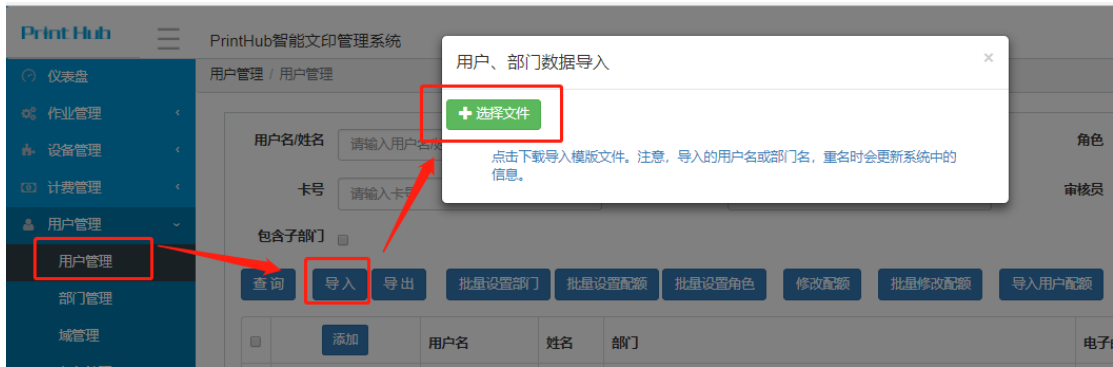 PrintHub
PrintHub智能文印管理系统
用户管理 / 用户管理
仪表盘
作业管理
设备管理
计费管理
用户管理
用户管理
部门管理
域管理
用户、部门数据导入
×
选择文件
点击下载导入模版文件。注意，导入的用户名或部门名，重名时会更新系统中的
信息。
用户名/姓名
请输入用户名
角色
卡号
请输入卡号
审核员
包含子部门
查询 导入 导出 批量设置部门 批量设置配额 批量设置角色 修改配额 批量修改配额 导入用户配额
添加 用户名 姓名 部门